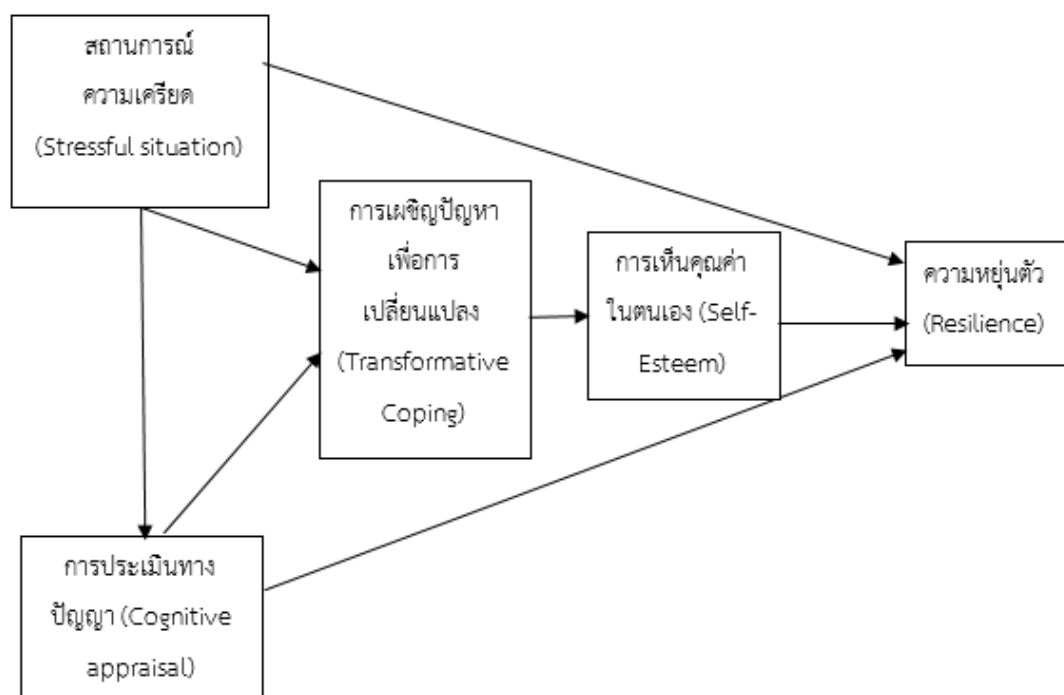 สถานการณ์
ความเครียด
(Stressful situation)
การเผชิญปัญหา
เพื่อการ
เปลี่ยนแปลง
(Transformative
Coping)
การเห็นคุณค่า
ในตนเอง (Self-
Esteem)
ความหยุ่นตัว
(Resilience)
การประเมินทาง
ปัญญา (Cognitive
appraisal)